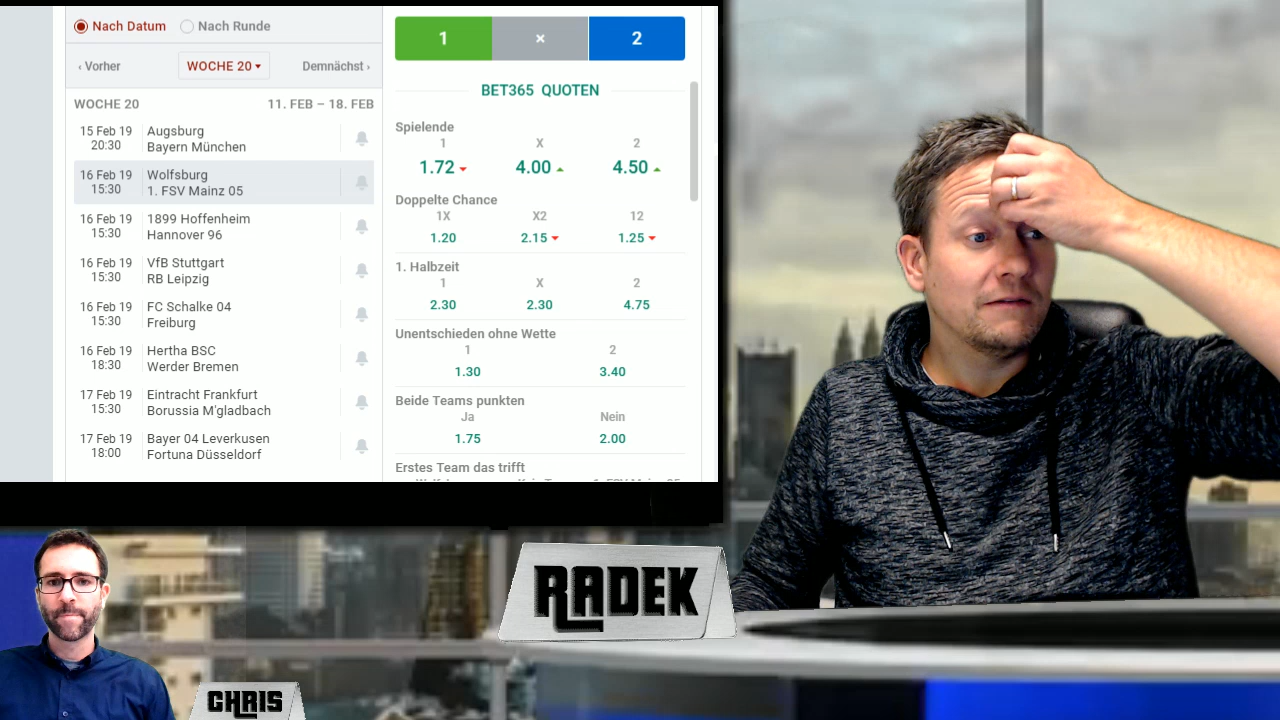 Nach Datum
Nach Runde
‹ Vorher
WOCHE 20
Demnächst ›
WOCHE 20
11. FEB – 18. FEB
15 Feb 19
20:30
Augsburg
Bayern München
16 Feb 19
15:30
Wolfsburg
1. FSV Mainz 05
16 Feb 19
15:30
1899 Hoffenheim
Hannover 96
16 Feb 19
15:30
VfB Stuttgart
RB Leipzig
16 Feb 19
15:30
FC Schalke 04
Freiburg
16 Feb 19
18:30
Hertha BSC
Werder Bremen
17 Feb 19
15:30
Eintracht Frankfurt
Borussia M'gladbach
17 Feb 19
18:00
Bayer 04 Leverkusen
Fortuna Düsseldorf
1 × 2
BET365 QUOTEN
Spielende
1 X 2
1.72 4.00 4.50
Doppelte Chance
1X X2 12
1.20 2.15 1.25
1. Halbzeit
1 X 2
2.30 2.30 4.75
Unentschieden ohne Wette
1 2
1.30 3.40
Beide Teams punkten
Ja Nein
1.75 2.00
Erstes Team das trifft
RADEK
CHRIS